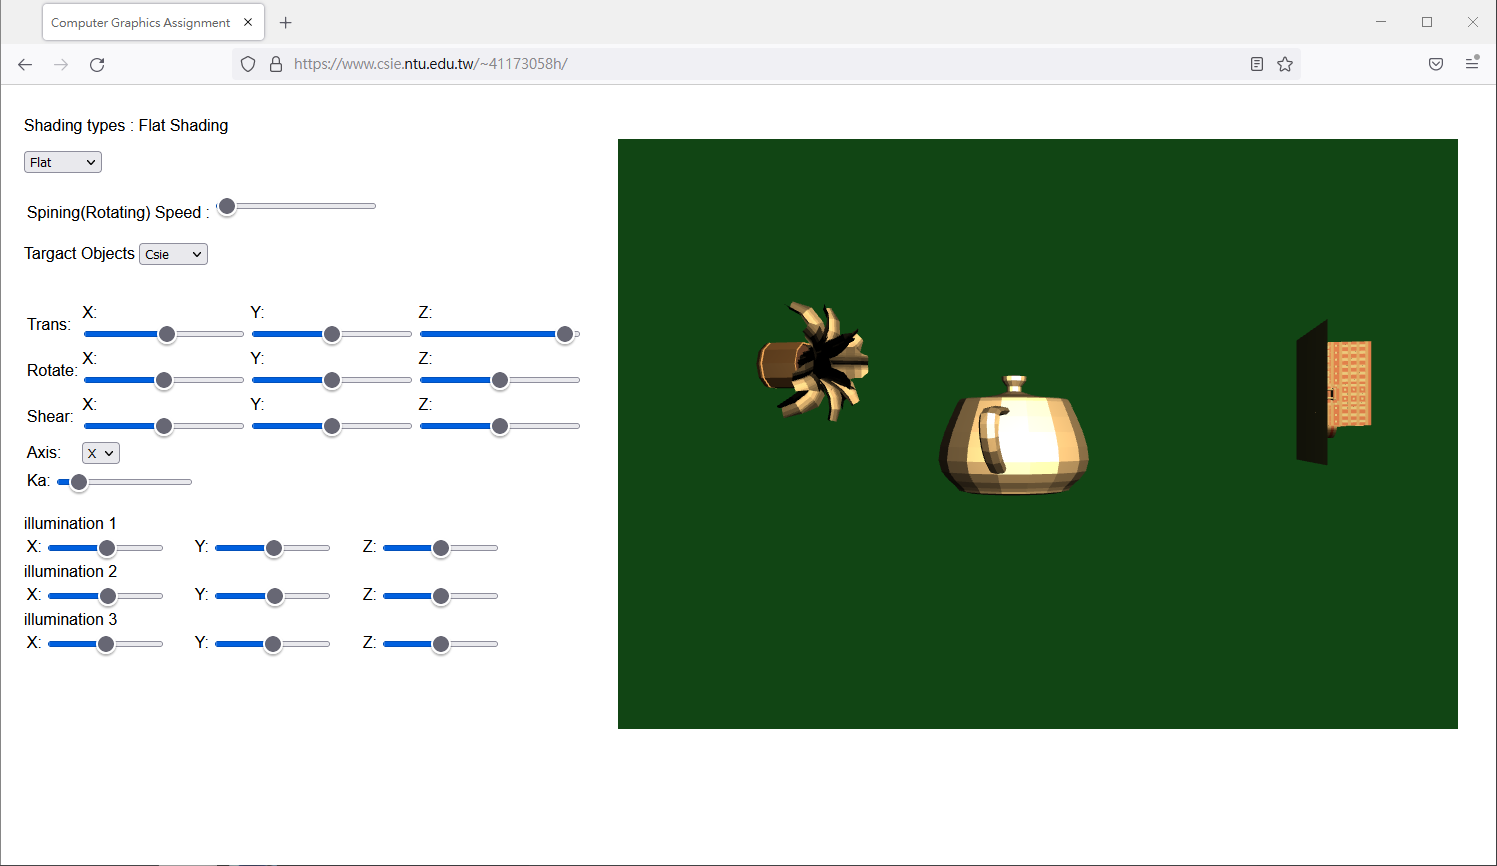 Computer Graphics Assignment
https://www.csie.ntu.edu.tw/~41173058h/
Shading types : Flat Shading
Flat
Spining(Rotating) Speed :
Targact Objects Csie
X: Y: Z:
Trans:
X: Y: Z:
Rotate:
X: Y: Z:
Shear:
Axis: X
Ka:
illumination 1
X: Y: Z:
illumination 2
X: Y: Z:
illumination 3
X: Y: Z: